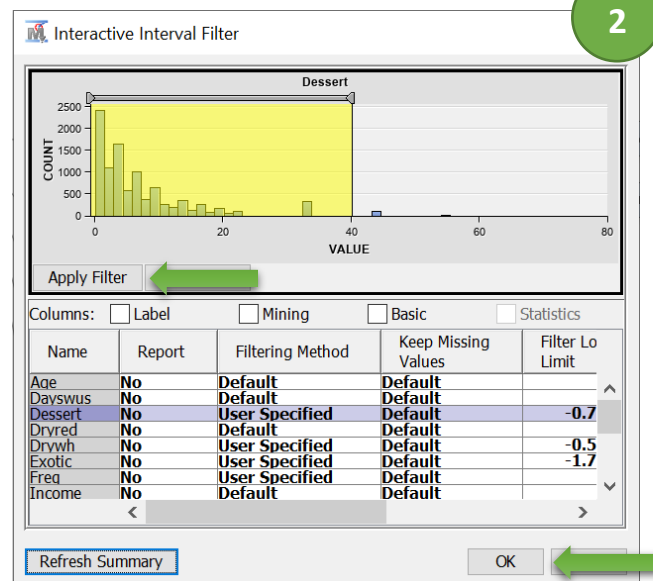 2
Interactive Interval Filter
Dessert
2500
2000
1500
1000
500
0
COUNT
0 20 40 60 80
VALUE
Apply Filter
Columns: Label Mining Basic Statistics
Name Report Filtering Method Keep Missing Values Filter Lo Limit
Age No Default Default
Dayswus No Default Default
Dessert No User Specified Default -0.7
Dryred No Default Default
Drywh No User Specified Default -0.5
Exotic No User Specified Default -1.7
Freq No User Specified Default
Income No Default Default
Refresh Summary OK